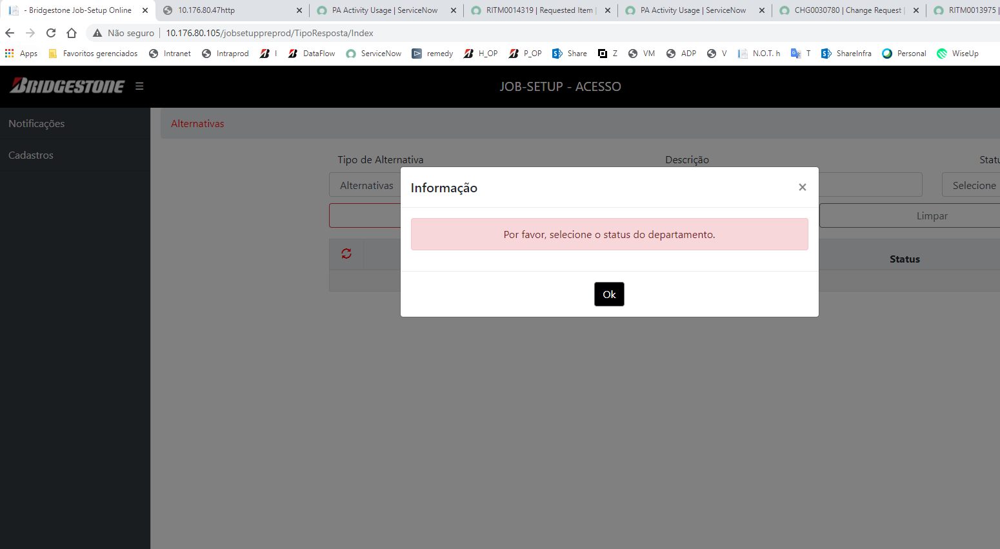 - Bridgestone Job-Setup Online
10.176.80.47http
PA Activity Usage | ServiceNow
RITM0014319 | Requested Item |
PA Activity Usage | ServiceNow
CHG0030780 | Change Request |
RITM0013975 |
Não seguro
10.176.80.105/jobsetuppreprod/TipoResposta/Index
Apps
Favoritos gerenciados
Intranet
Intraprod
I
DataFlow
ServiceNow
remedy
H_OP
P_OP
Share
Z
VM
ADP
V
N.O.T. h
T
ShareInfra
Personal
WiseUp
BRIDGESTONE
JOB-SETUP - ACESSO
Notificações
Cadastros
Alternativas
Tipo de Alternativa
Descrição
Statu
Alternativas
Selecione
Limpar
Status
Informação
×
Por favor, selecione o status do departamento.
Ok